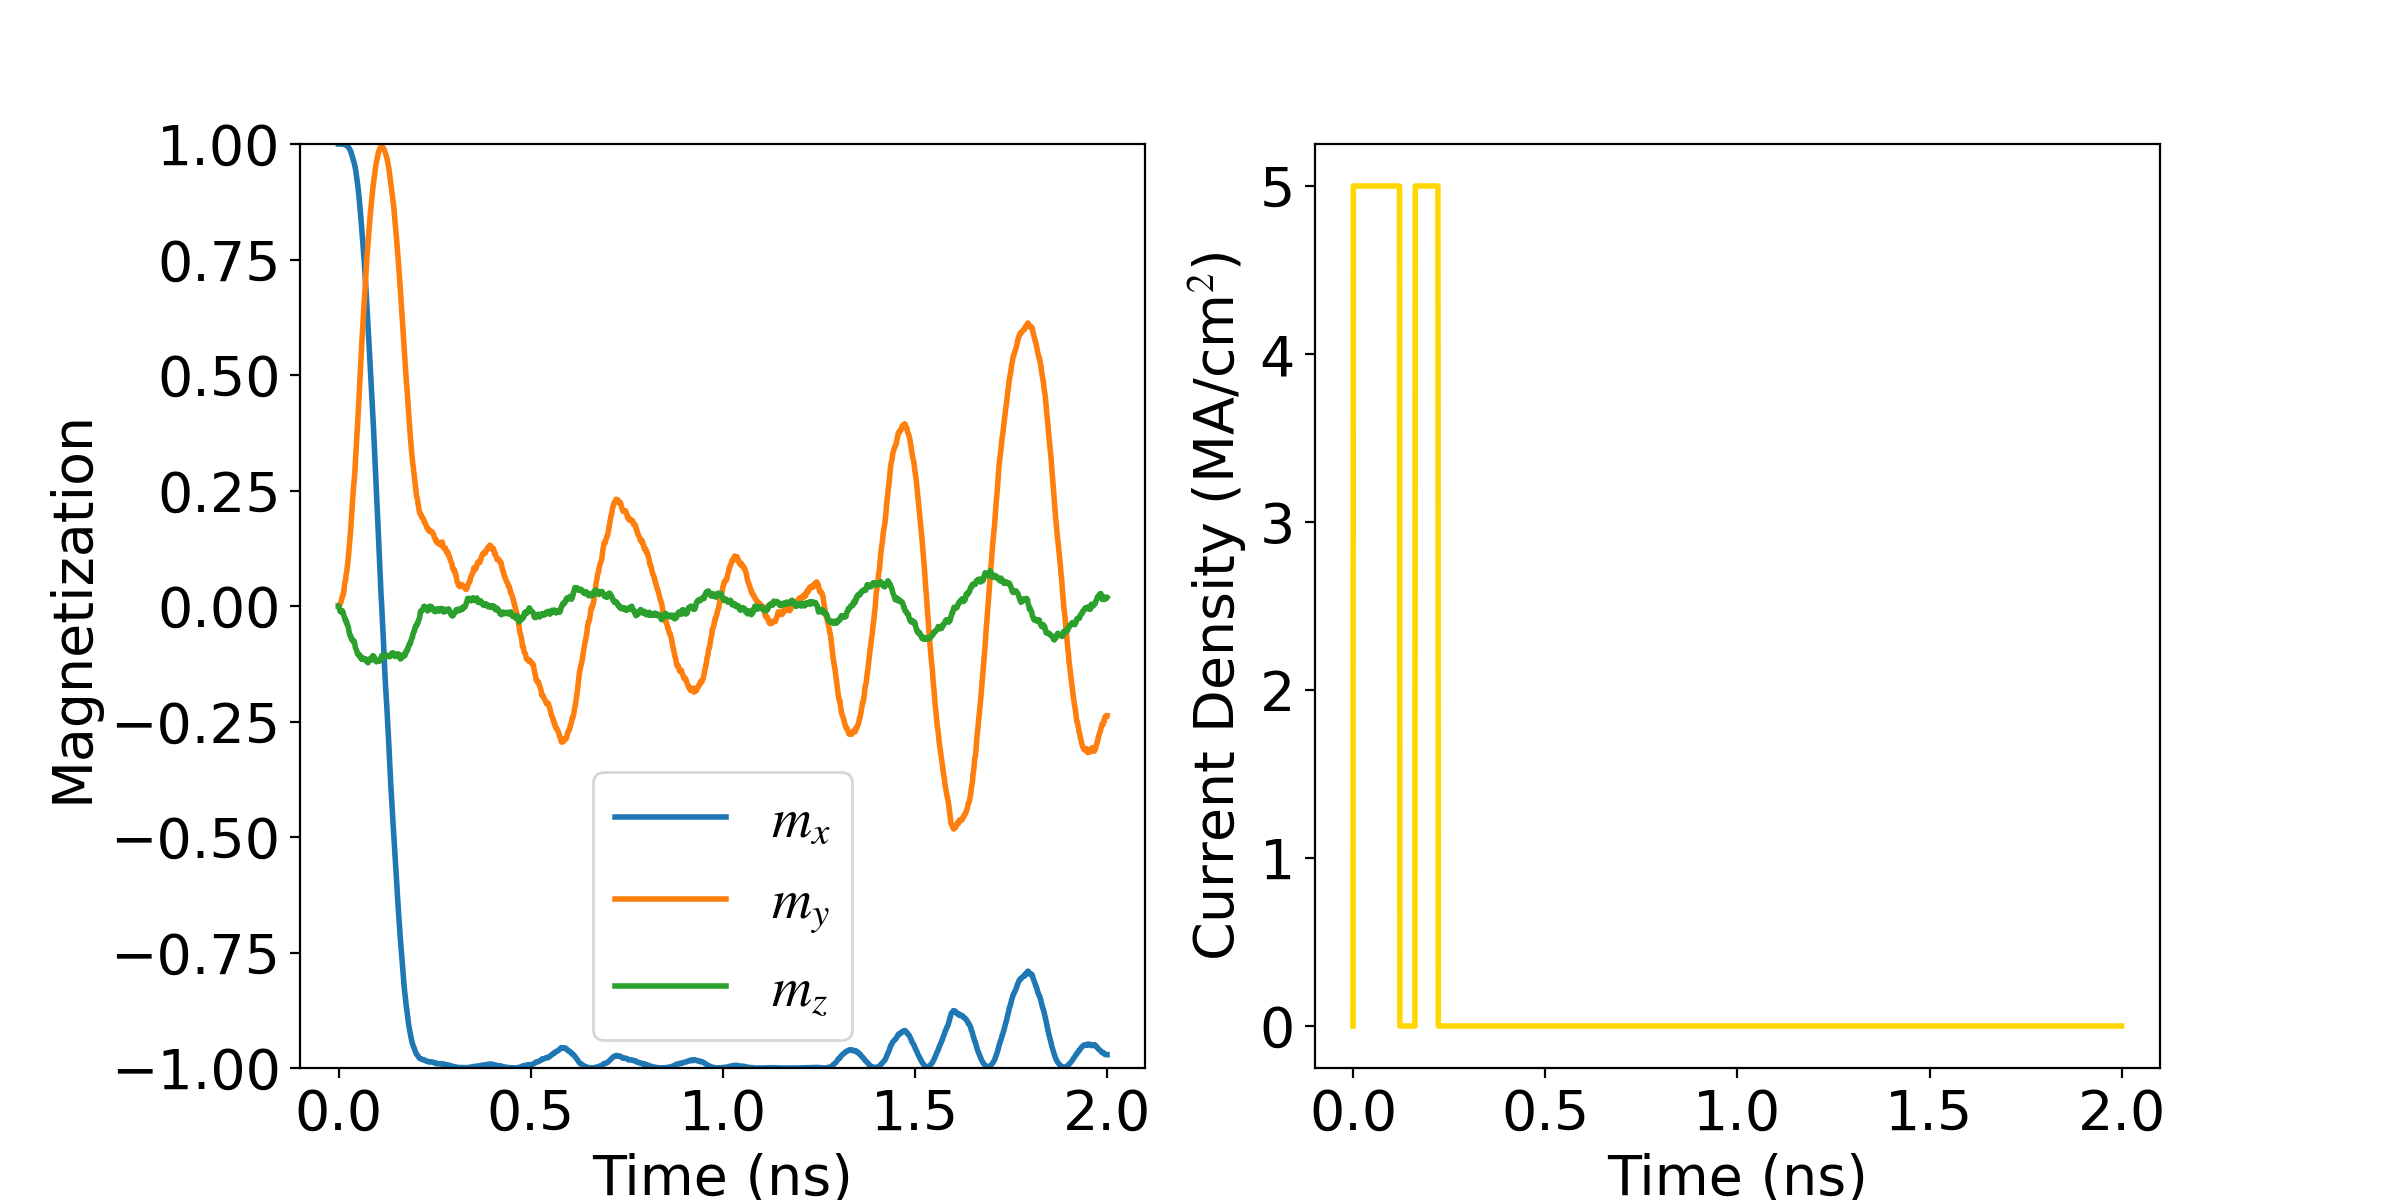 1.00
0.75
0.50
0.25
0.00
−0.25
−0.50
−0.75
−1.00
Magnetization
0.0 0.5 1.0 1.5 2.0
Time (ns)
mₓ
m_y
m_z
5
4
3
2
1
0
Current Density (MA/cm²)
0.0 0.5 1.0 1.5 2.0
Time (ns)